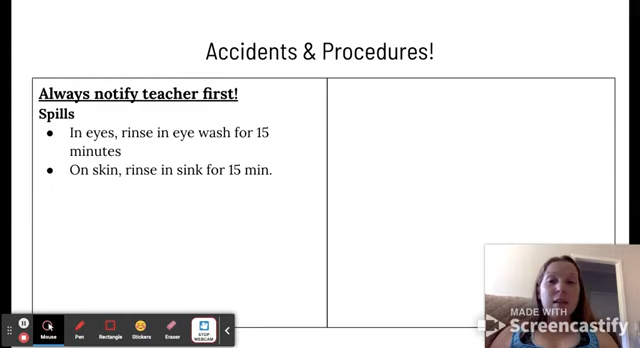 Accidents & Procedures!
Always notify teacher first!
Spills
● In eyes, rinse in eye wash for 15
minutes
● On skin, rinse in sink for 15 min.
MADE WITH
Screencastify
Mouse
Pen
Rectangle
Stickers
Eraser
STOP
WEBCAM